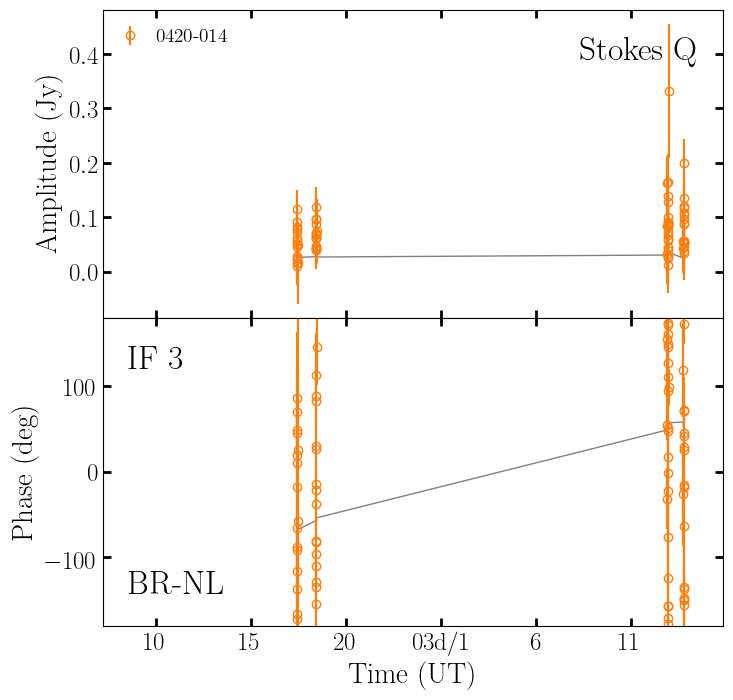 0420-014
Stokes Q
Amplitude (Jy)
0.4
0.3
0.2
0.1
0.0
IF 3
BR-NL
Phase (deg)
100
0
−100
10 15 20 03d/1 6 11
Time (UT)